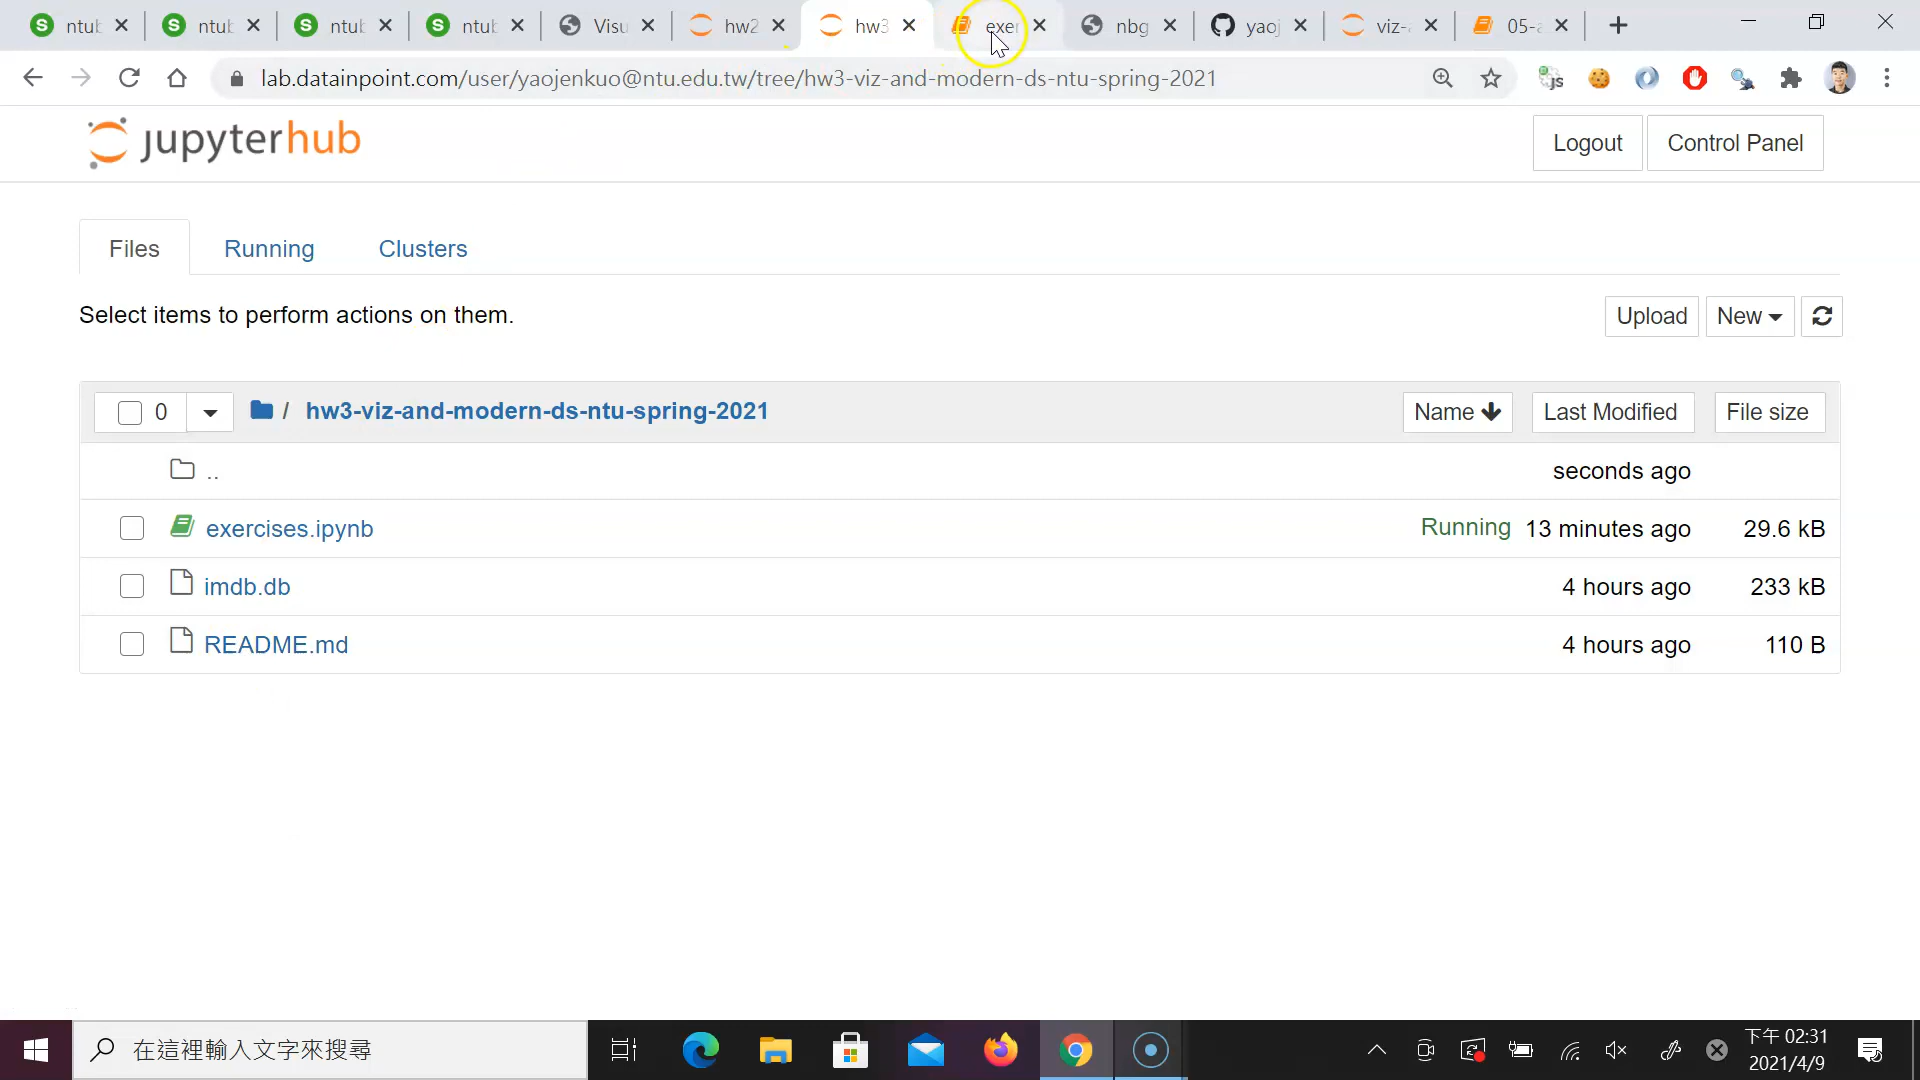 ntub ntub ntub ntub Visu hw2 hw3 exer nbg yaoj viz- 05-a
lab.datainpoint.com/user/yaojenkuo@ntu.edu.tw/tree/hw3-viz-and-modern-ds-ntu-spring-2021
jupyterhub
Logout Control Panel
Files Running Clusters
Select items to perform actions on them.
Upload New
0 / hw3-viz-and-modern-ds-ntu-spring-2021 Name Last Modified File size
.. seconds ago
exercises.ipynb Running 13 minutes ago 29.6 kB
imdb.db 4 hours ago 233 kB
README.md 4 hours ago 110 B
在這裡輸入文字來搜尋
下午 02:31
2021/4/9